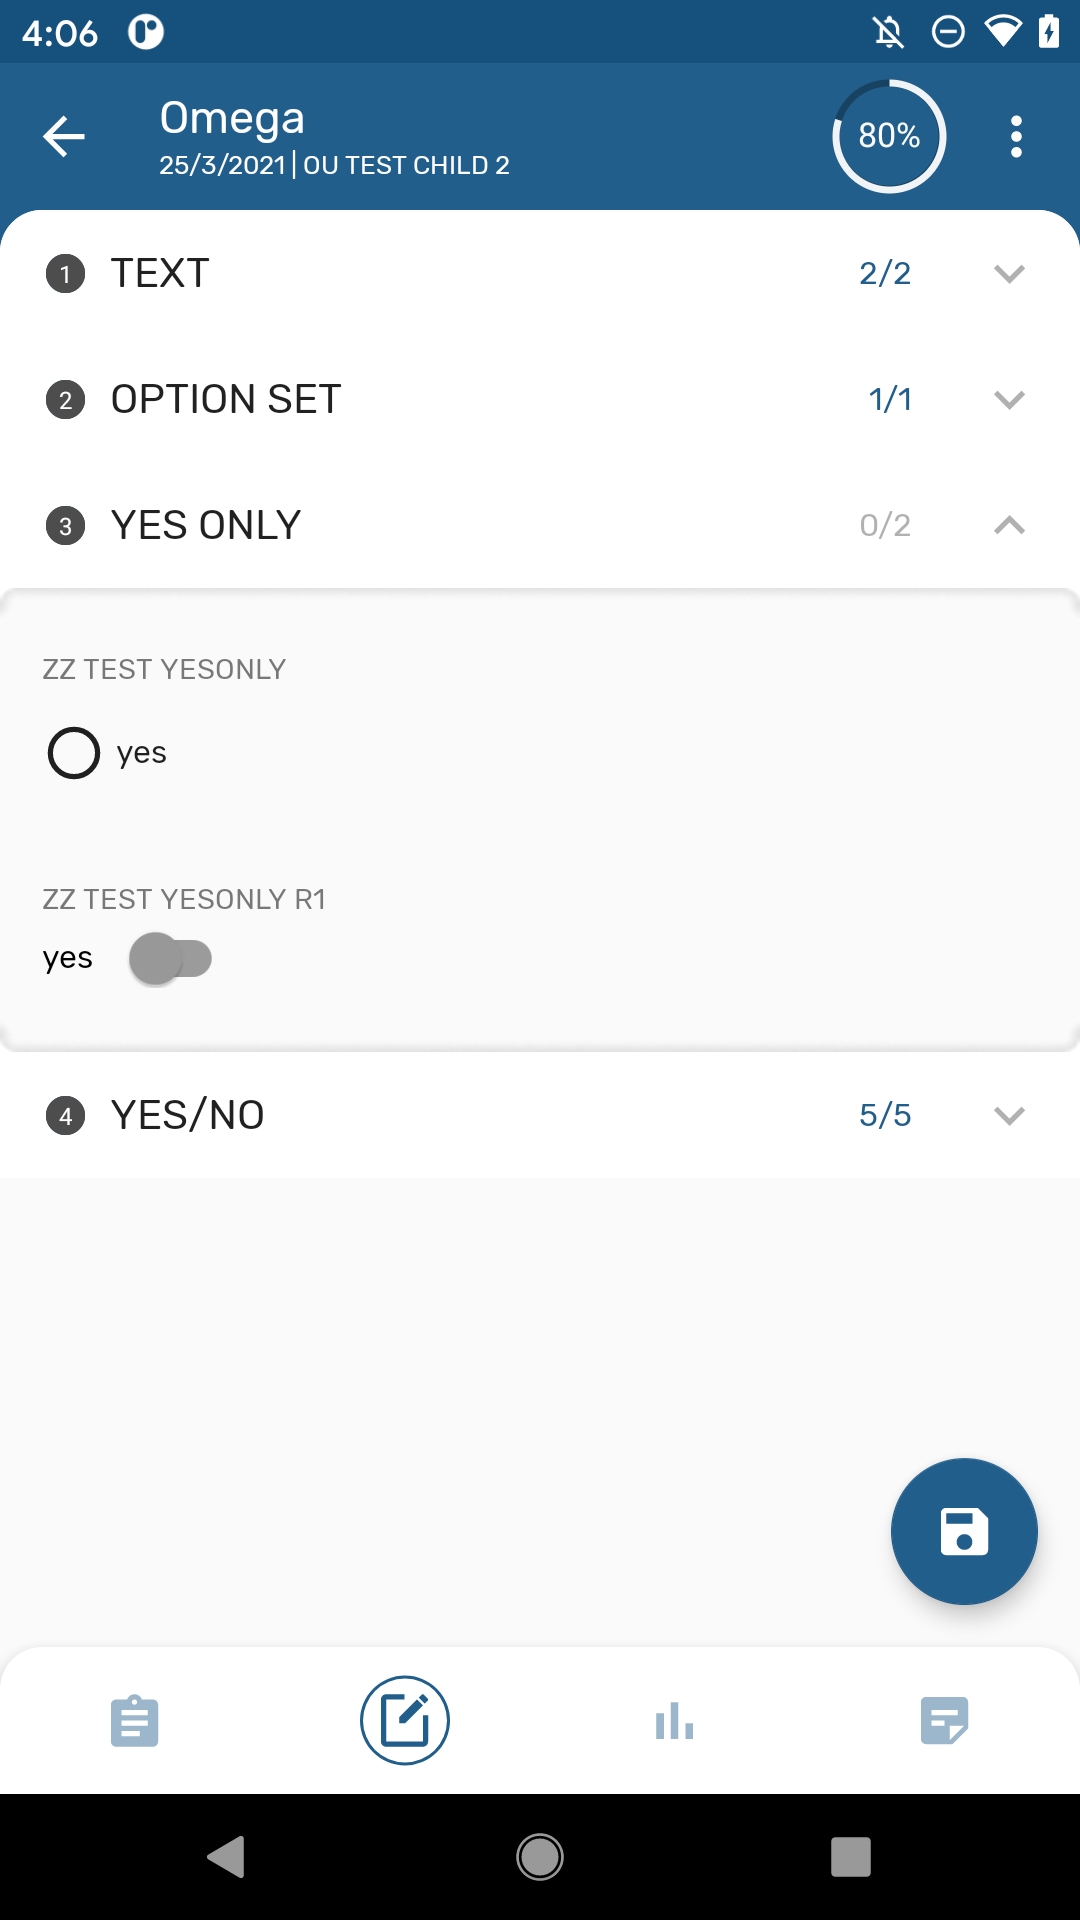 4:06
Omega
25/3/2021 | OU TEST CHILD 2
80%
1 TEXT 2/2
2 OPTION SET 1/1
3 YES ONLY 0/2
ZZ TEST YESONLY
yes
ZZ TEST YESONLY R1
yes
4 YES/NO 5/5